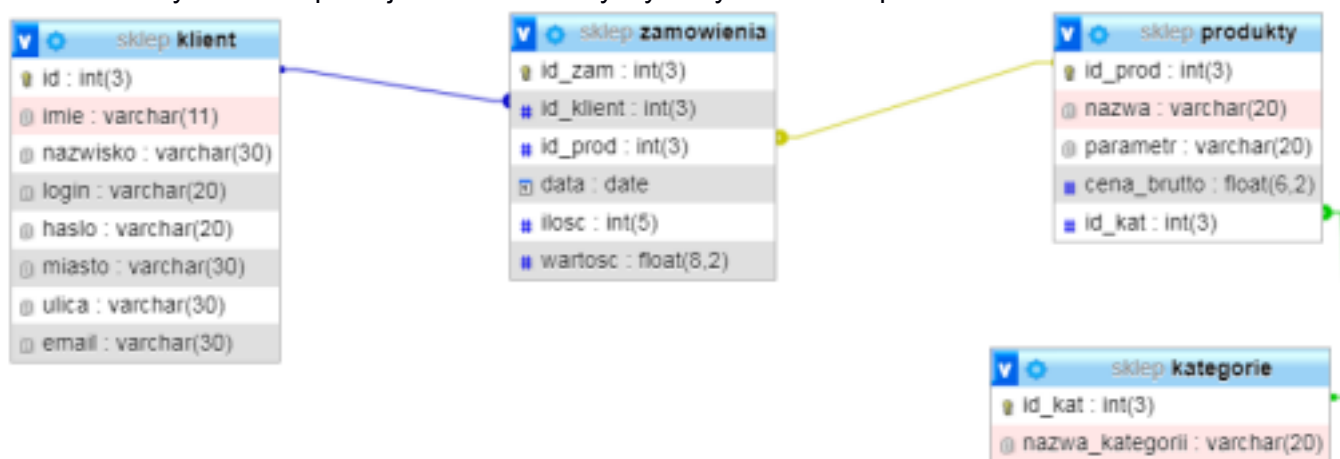 sklep klient
id : int(3)
imie : varchar(11)
nazwisko : varchar(30)
login : varchar(20)
haslo : varchar(20)
miasto : varchar(30)
ulica : varchar(30)
email : varchar(30)
sklep zamowienia
id_zam : int(3)
id_klient : int(3)
id_prod : int(3)
data : date
ilosc : int(5)
wartosc : float(8,2)
sklep produkty
id_prod : int(3)
nazwa : varchar(20)
parametr : varchar(20)
cena_brutto : float(6,2)
id_kat : int(3)
sklep kategorie
id_kat : int(3)
nazwa_kategorii : varchar(20)